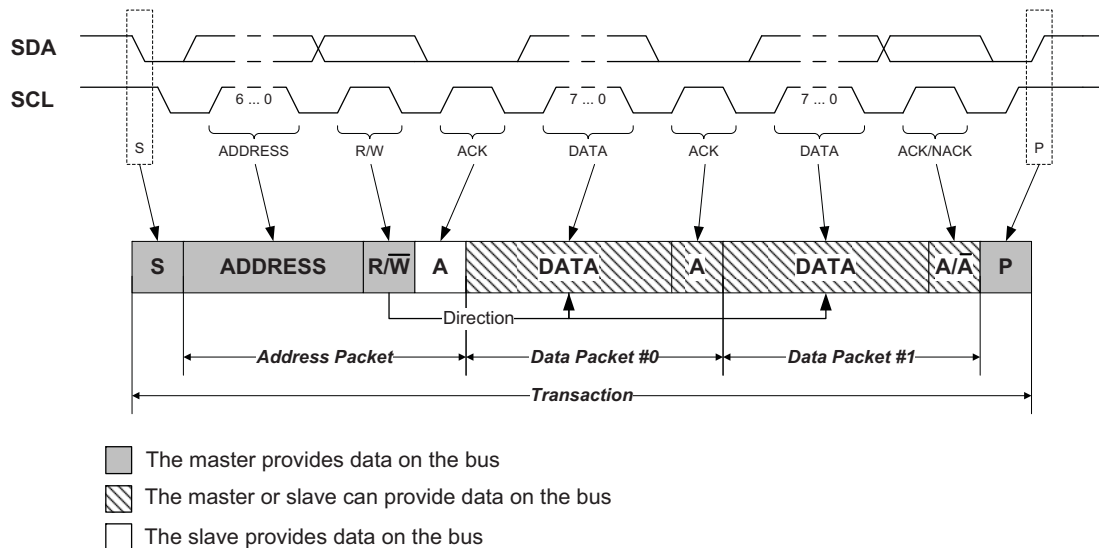 SDA
SCL
6 ... 0
7 ... 0
7 ... 0
S
ADDRESS
R/W
ACK
DATA
ACK
DATA
ACK/NACK
P
S
ADDRESS
R/W̅
A
DATA
A
DATA
A/A̅
P
Direction
Address Packet
Data Packet #0
Data Packet #1
Transaction
The master provides data on the bus
The master or slave can provide data on the bus
The slave provides data on the bus